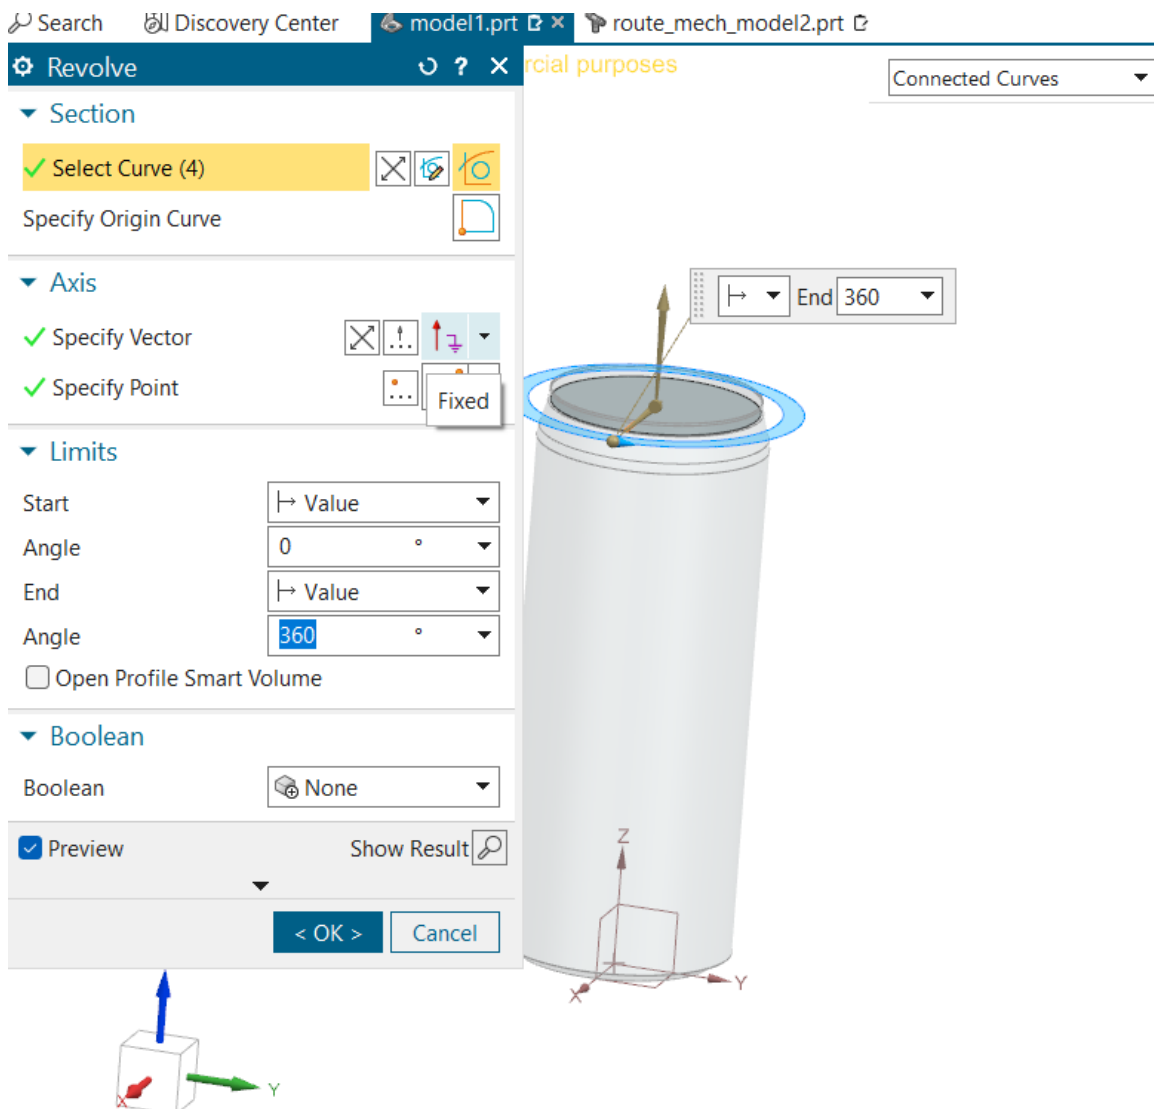 Search Discovery Center model1.prt route_mech_model2.prt
Revolve ? rcial purposes
Connected Curves
Section
Select Curve (4)
Specify Origin Curve
Axis
End 360
Specify Vector
Specify Point
Fixed
Limits
Start Value
Angle 0 °
End Value
Angle 360 °
Open Profile Smart Volume
Boolean
Boolean None
Preview Show Result
< OK > Cancel
Z
Y
X
Y
X